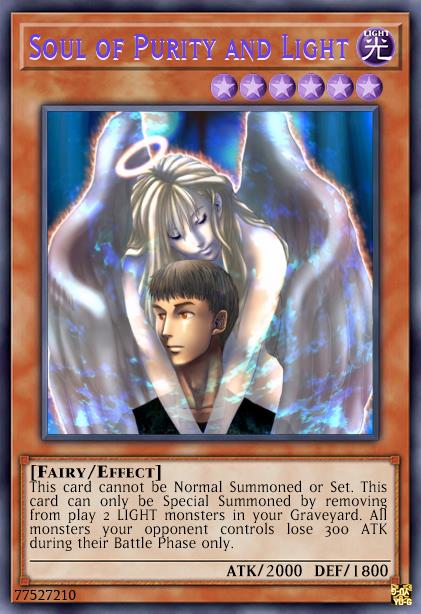 Soul of Purity and Light
LIGHT
光
[Fairy/Effect]
This card cannot be Normal Summoned or Set. This
card can only be Special Summoned by removing
from play 2 LIGHT monsters in your Graveyard. All
monsters your opponent controls lose 300 ATK
during their Battle Phase only.
ATK/2000 DEF/1800
77527210